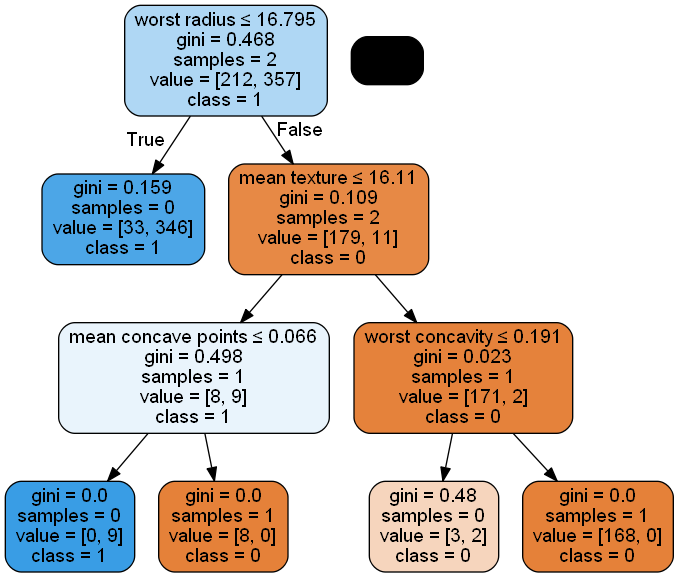 worst radius ≤ 16.795
gini = 0.468
samples = 2
value = [212, 357]
class = 1
True
False
gini = 0.159
samples = 0
value = [33, 346]
class = 1
mean texture ≤ 16.11
gini = 0.109
samples = 2
value = [179, 11]
class = 0
mean concave points ≤ 0.066
gini = 0.498
samples = 1
value = [8, 9]
class = 1
worst concavity ≤ 0.191
gini = 0.023
samples = 1
value = [171, 2]
class = 0
gini = 0.0
samples = 0
value = [0, 9]
class = 1
gini = 0.0
samples = 1
value = [8, 0]
class = 0
gini = 0.48
samples = 0
value = [3, 2]
class = 0
gini = 0.0
samples = 1
value = [168, 0]
class = 0